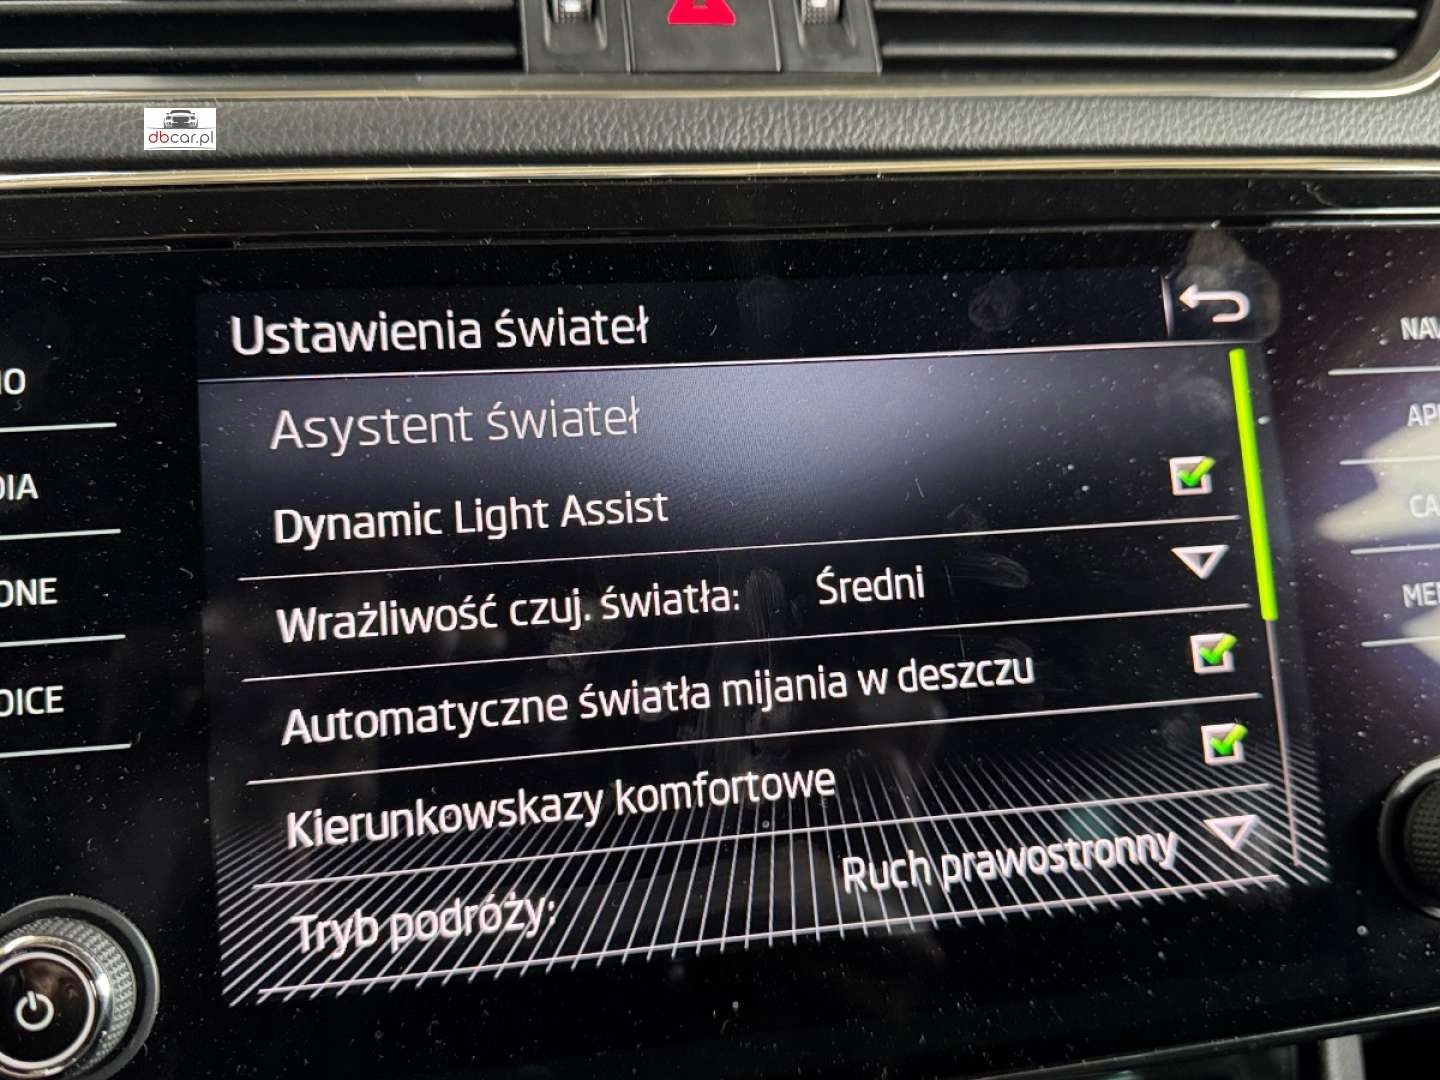 dbcar.pl
Ustawienia świateł
Asystent świateł
Dynamic Light Assist
Wrażliwość czuj. światła: Średni
Automatyczne światła mijania w deszczu
Kierunkowskazy komfortowe
Tryb podróży: Ruch prawostronny